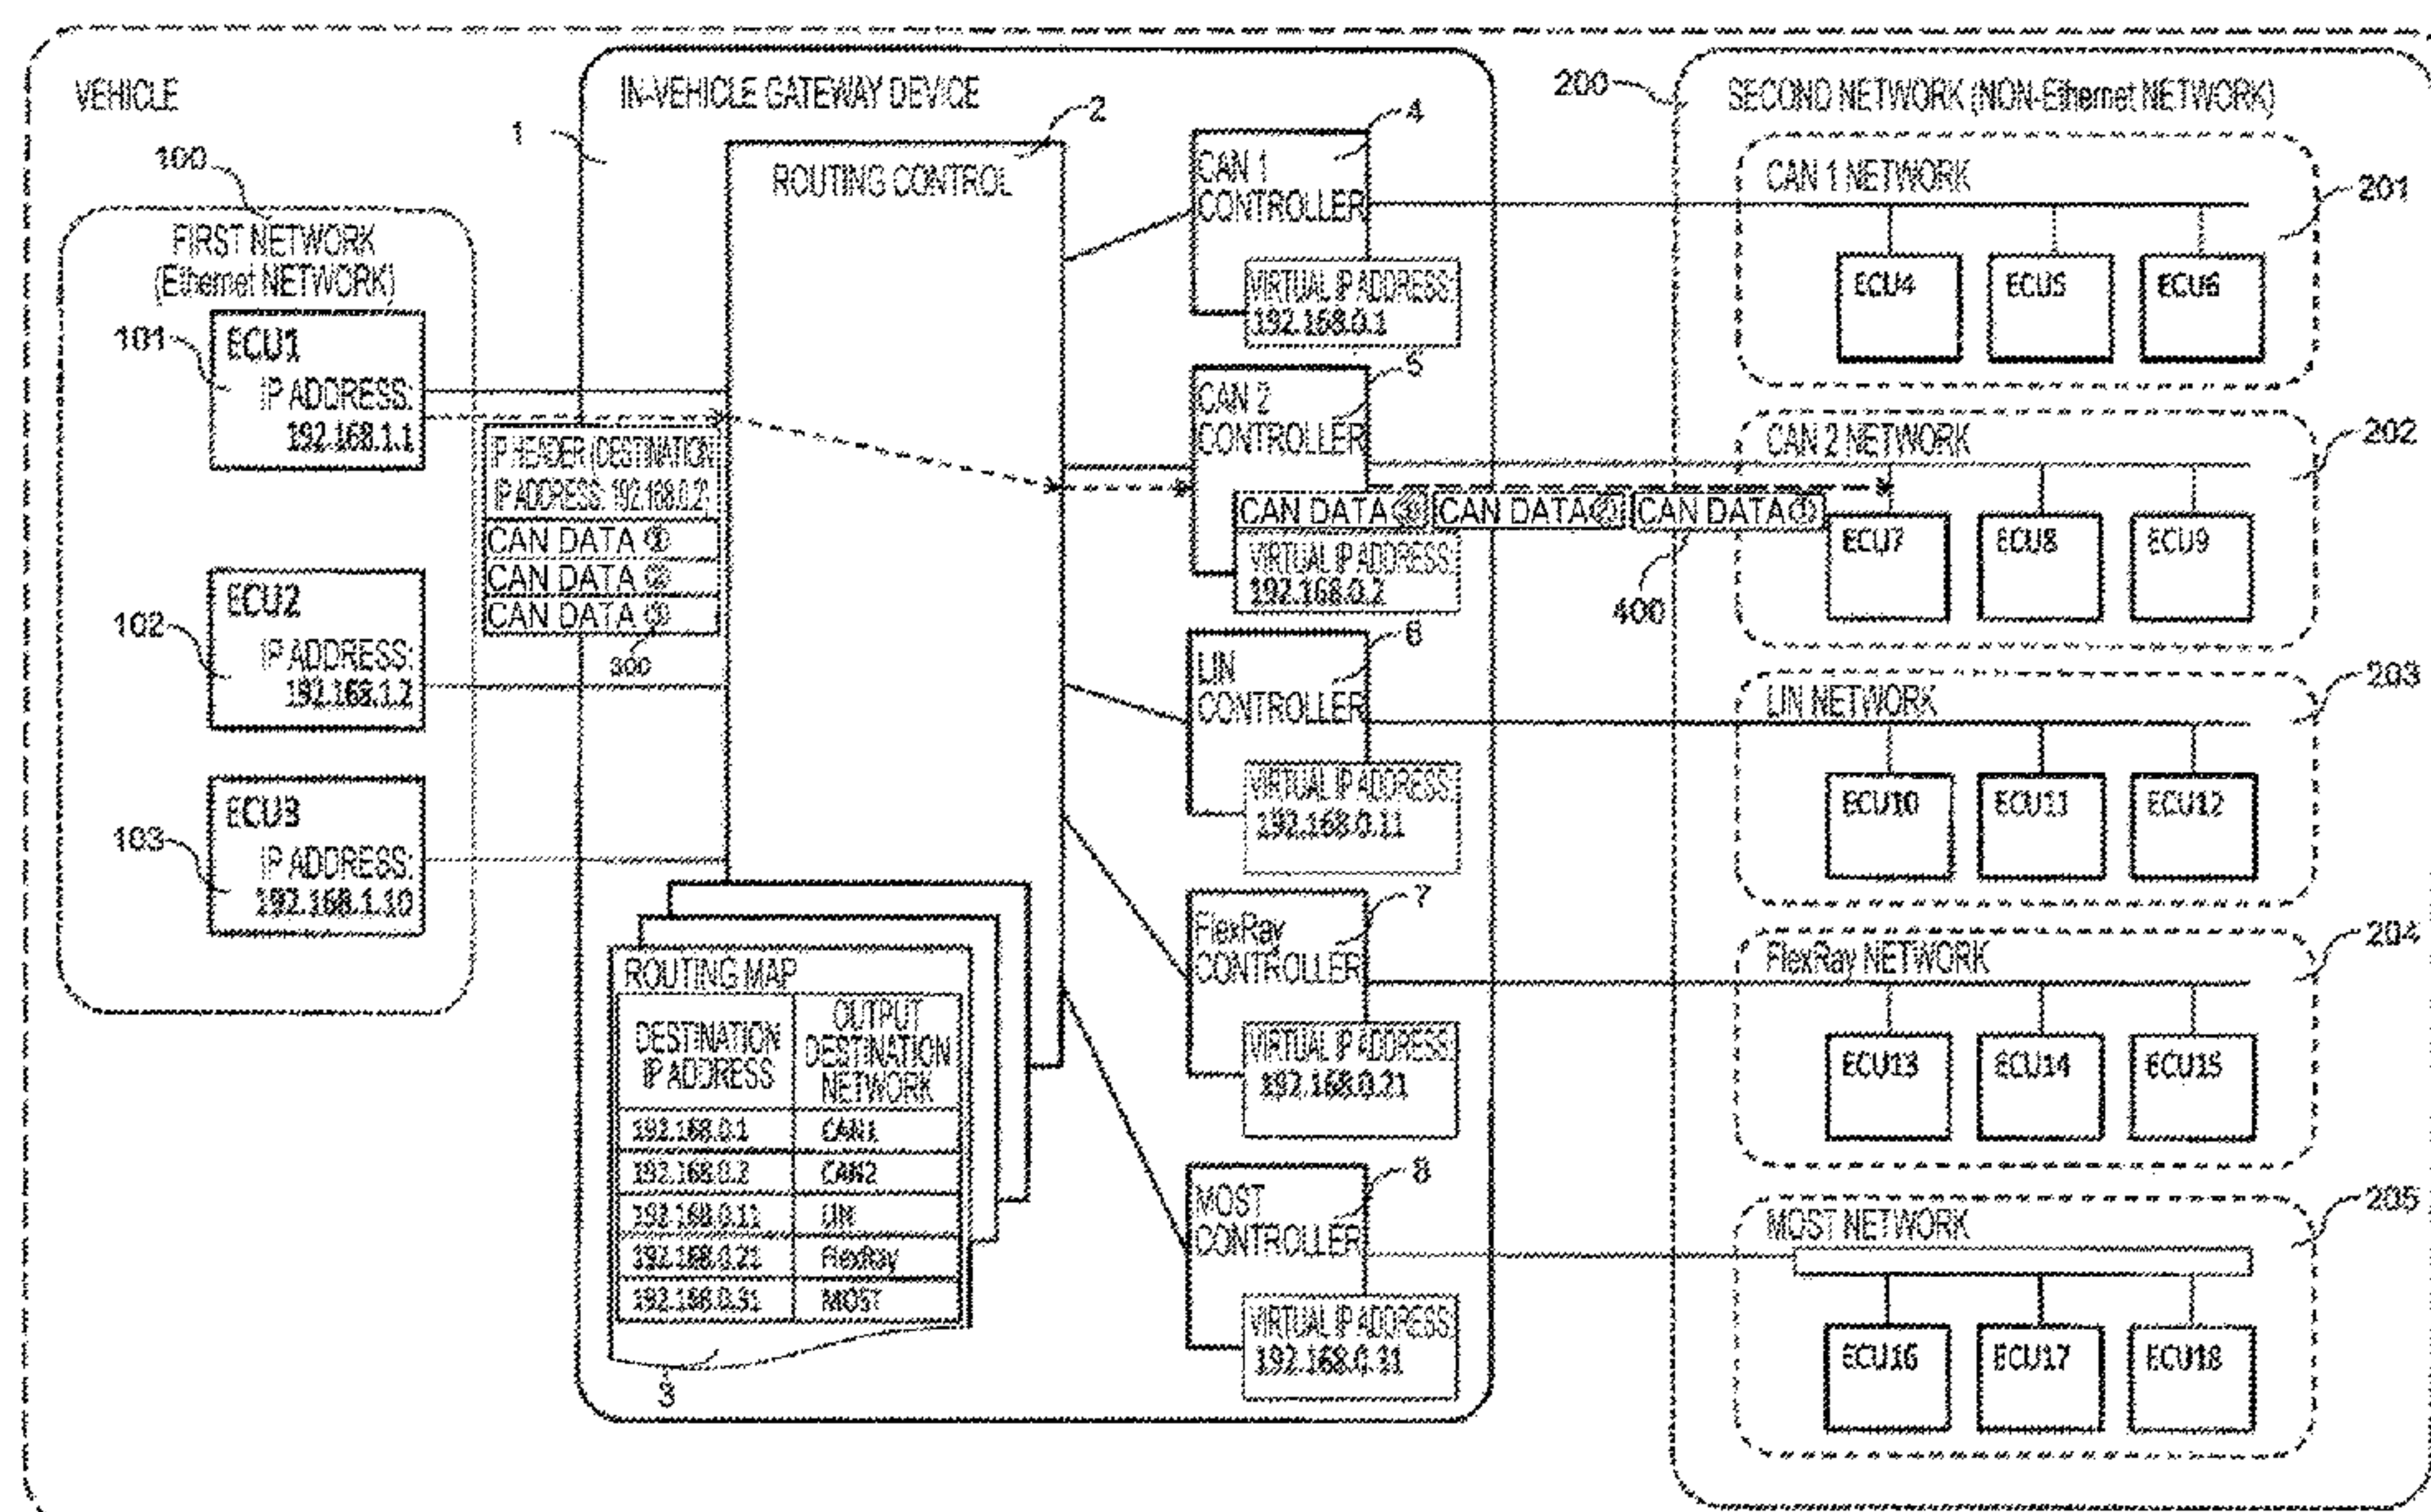 VEHICLE
100
FIRST NETWORK
(Ethernet NETWORK)
101
ECU1
IP ADDRESS:
192.168.1.1
102
ECU2
IP ADDRESS:
192.168.1.2
103
ECU3
IP ADDRESS:
192.168.1.10
1
IN-VEHICLE GATEWAY DEVICE
2
ROUTING CONTROL
IP HEADER (DESTINATION
IP ADDRESS: 192.168.0.2)
CAN DATA
CAN DATA ②
CAN DATA
300
ROUTING MAP
DESTINATION
IP ADDRESS
OUTPUT
DESTINATION
NETWORK
192.168.0.1 CAN1
192.168.0.2 CAN2
192.168.0.11 LIN
192.168.0.21 FlexRay
192.168.0.31 MOST
3
4
CAN 1
CONTROLLER
VIRTUAL IP ADDRESS:
192.168.0.1
5
CAN 2
CONTROLLER
CAN DATA③ CAN DATA② CAN DATA①
400
VIRTUAL IP ADDRESS:
192.168.0.2
6
LIN
CONTROLLER
VIRTUAL IP ADDRESS:
192.168.0.11
7
FlexRay
CONTROLLER
VIRTUAL IP ADDRESS:
192.168.0.21
8
MOST
CONTROLLER
VIRTUAL IP ADDRESS:
192.168.0.31
200
SECOND NETWORK (NON-Ethernet NETWORK)
CAN 1 NETWORK
201
ECU4 ECU5 ECU6
CAN 2 NETWORK
202
ECU7 ECU8 ECU9
LIN NETWORK
203
ECU10 ECU11 ECU12
FlexRay NETWORK
204
ECU13 ECU14 ECU15
MOST NETWORK
205
ECU16 ECU17 ECU18